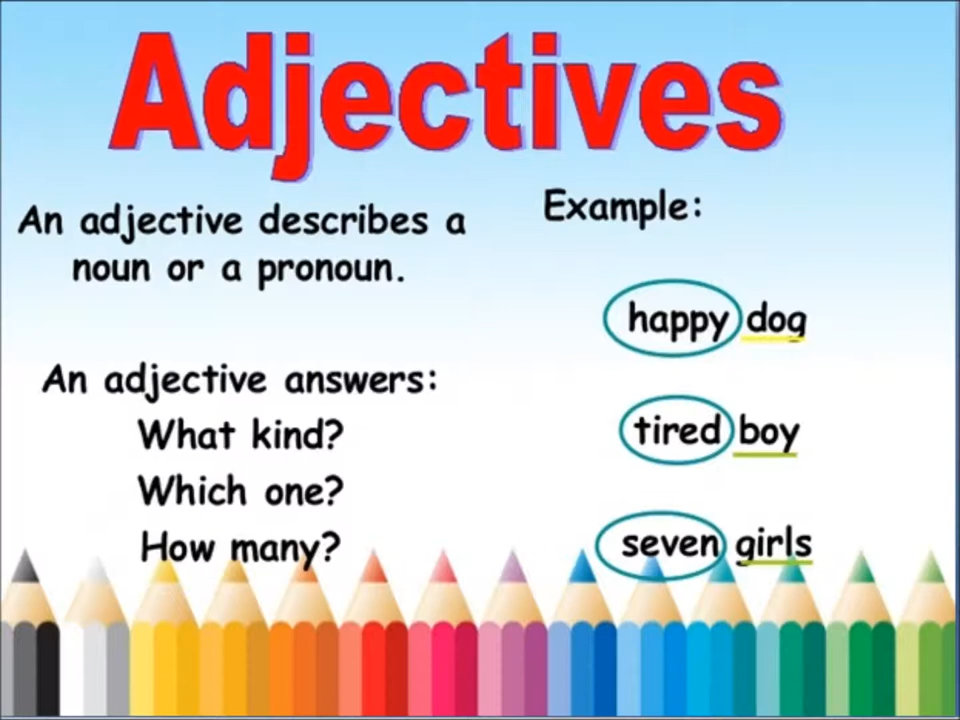 Adjectives
An adjective describes a
noun or a pronoun.
An adjective answers:
What kind?
Which one?
How many?
Example:
happy dog
tired boy
seven girls